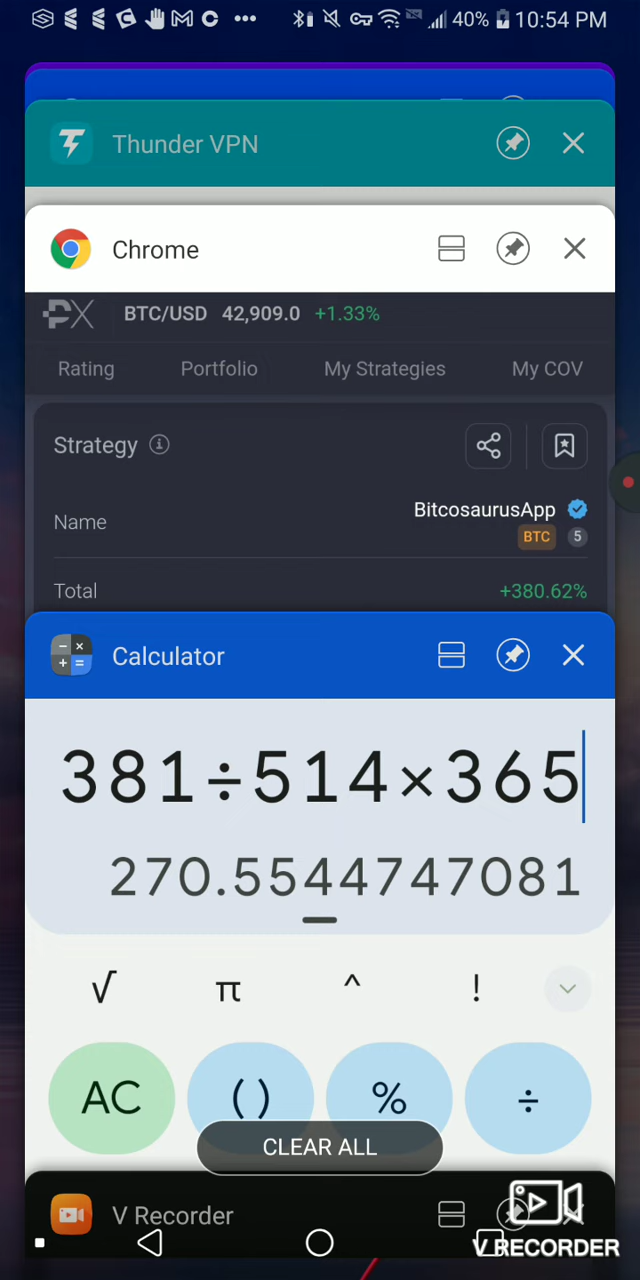 40% 10:54 PM
Thunder VPN
Chrome
PX BTC/USD 42,909.0 +1.33%
Rating Portfolio My Strategies My COV
Strategy
Name BitcosaurusApp
BTC 5
Total +380.62%
Calculator
381÷514×365
270.5544747081
√ π ^ !
AC () % ÷
CLEAR ALL
V Recorder
V RECORDER